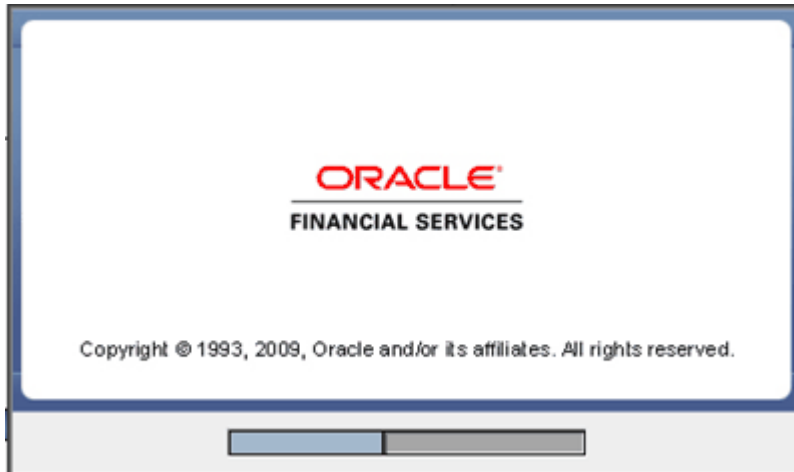 ORACLE®
FINANCIAL SERVICES
Copyright © 1993, 2009, Oracle and/or its affiliates. All rights reserved.